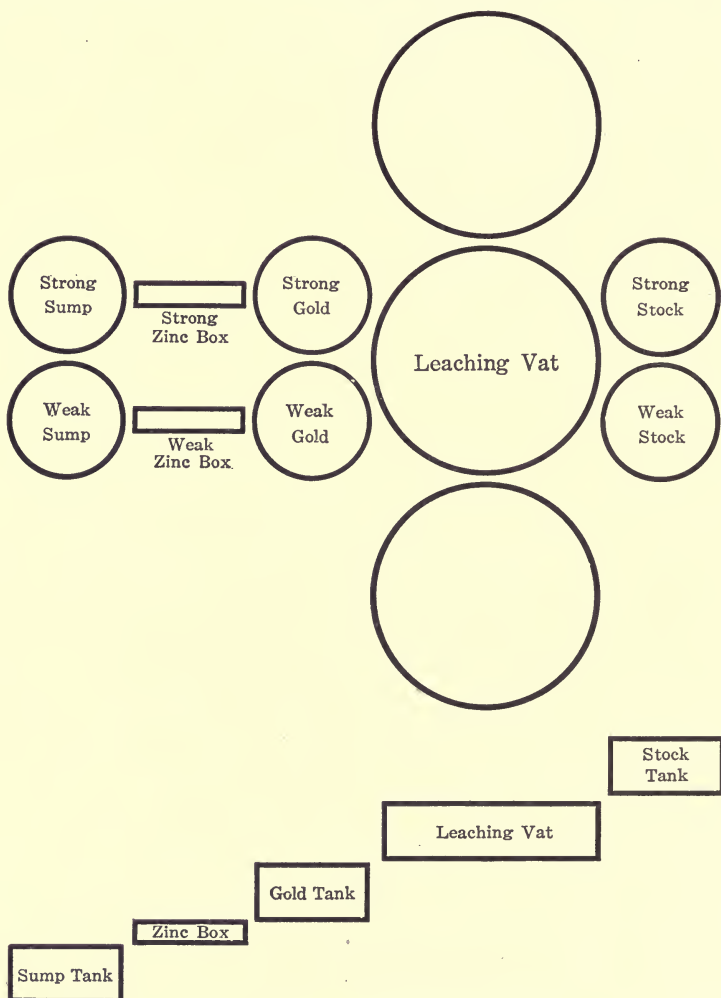 Strong
Sump
Strong
Zinc Box
Strong
Gold
Leaching Vat
Strong
Stock
Weak
Sump
Weak
Zinc Box.
Weak
Gold
Weak
Stock
Stock
Tank
Leaching Vat
Gold Tank
Zinc Box
Sump Tank